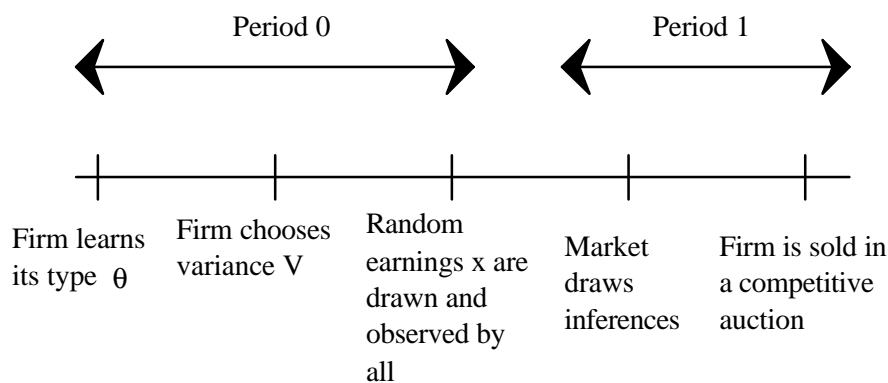 Period 0
Period 1
Firm learns
its type θ
Firm chooses
variance V
Random
earnings x are
drawn and
observed by
all
Market
draws
inferences
Firm is sold in
a competitive
auction